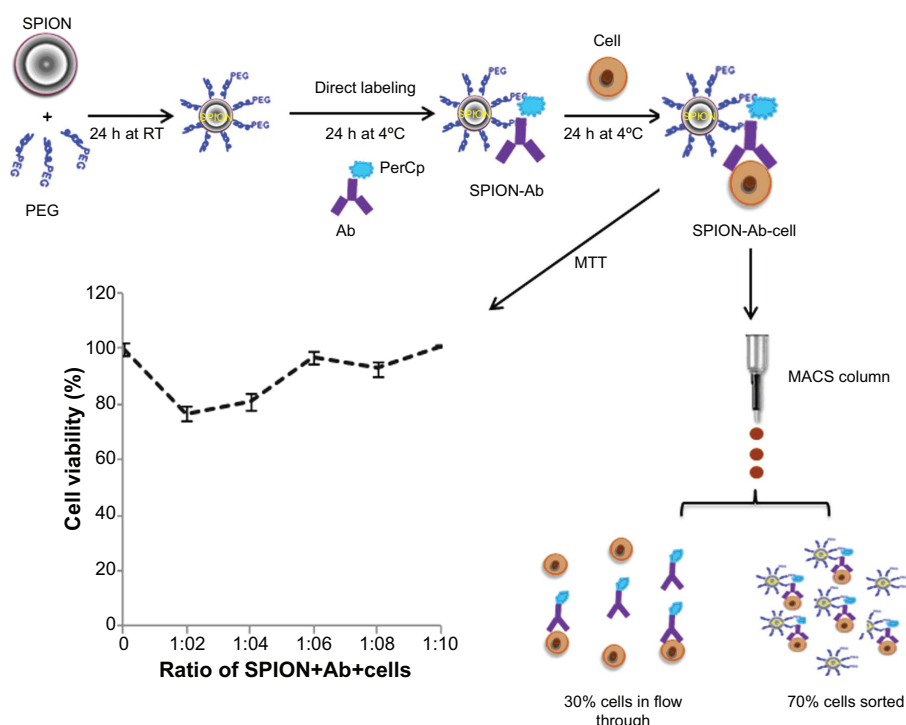 SPION
+
PEG
PEG
PEG
PEG
24 h at RT
PEG
PEG
PEG
SPION
Direct labeling
24 h at 4ºC
PerCp
Ab
PEG
PEG
SPION
SPION-Ab
Cell
24 h at 4ºC
PEG
PEG
SPION
SPION-Ab-cell
MTT
MACS column
120
100
80
60
40
20
0
Cell viability (%)
0 1:02 1:04 1:06 1:08 1:10
Ratio of SPION+Ab+cells
30% cells in flow
through
70% cells sorted